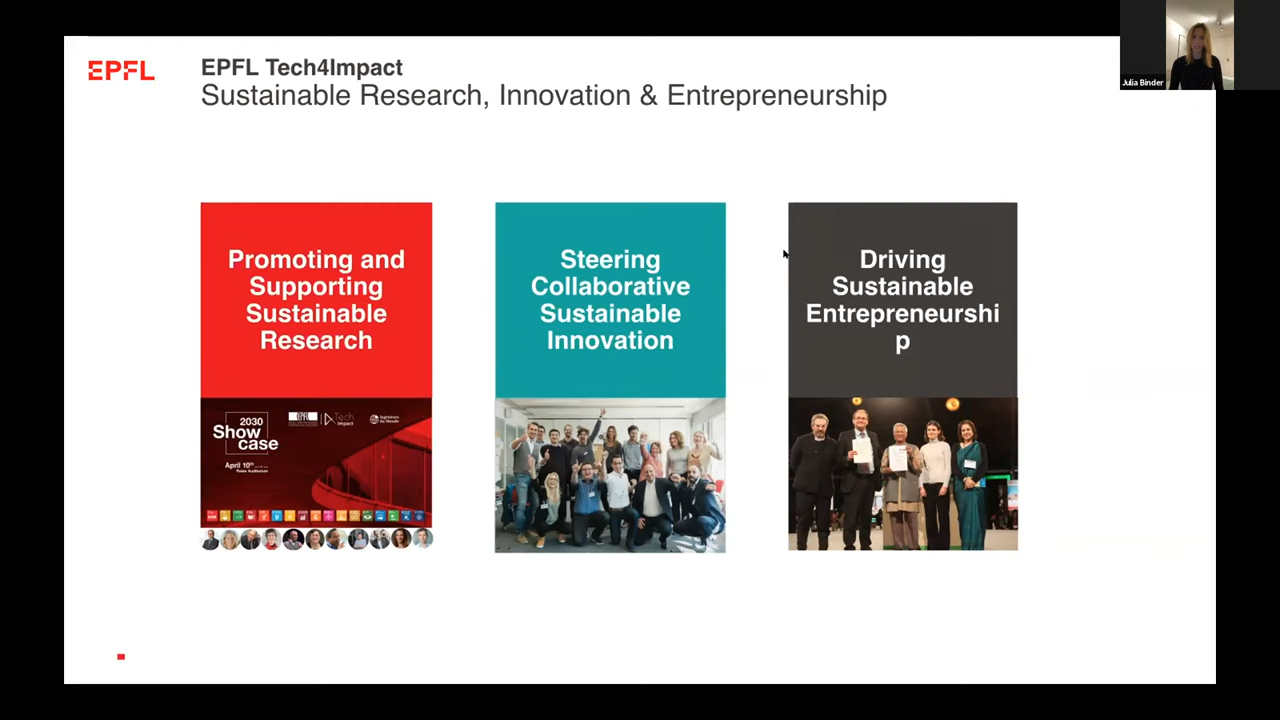 EPFL
EPFL Tech4Impact
Sustainable Research, Innovation & Entrepreneurship
Julia Binder
Promoting and
Supporting
Sustainable
Research
Steering
Collaborative
Sustainable
Innovation
Driving
Sustainable
Entrepreneurshi
p
2030
Show
case
April 10th
EPFL
Tech
Impact